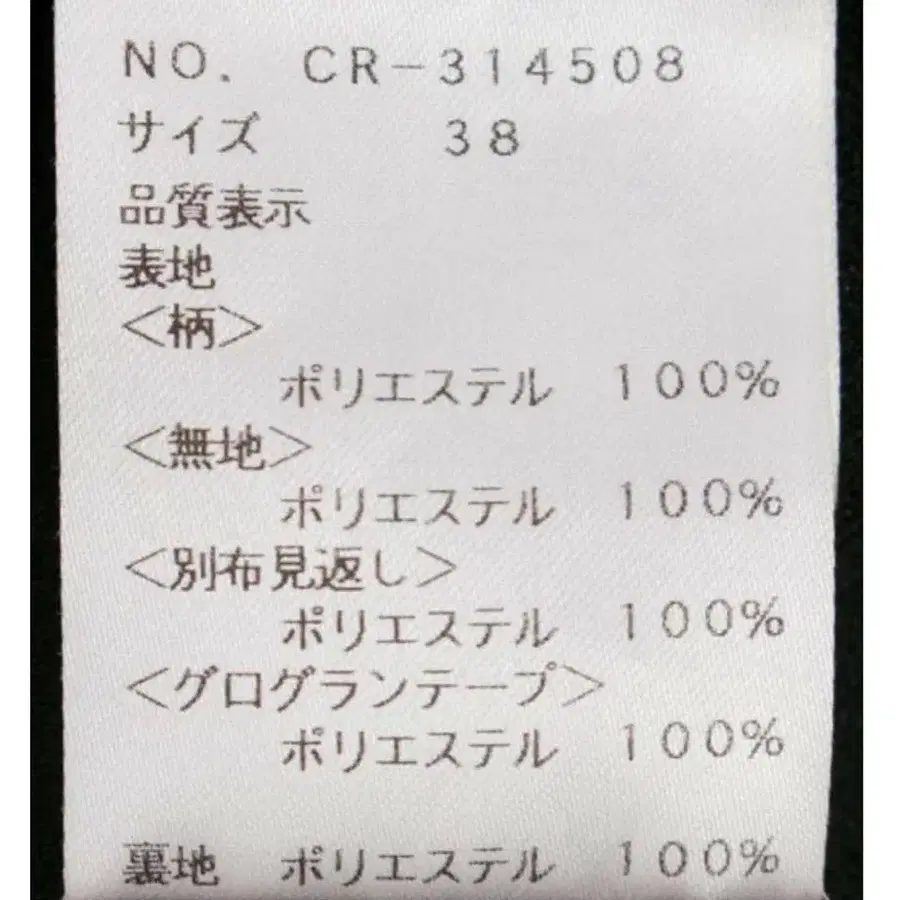 NO. CR-314508
サイズ 38
品質表示
表地
<柄>
ポリエステル 100%
<無地>
ポリエステル 100%
<別布見返し>
ポリエステル 100%
<グログランテープ>
ポリエステル 100%
裏地 ポリエステル 100%